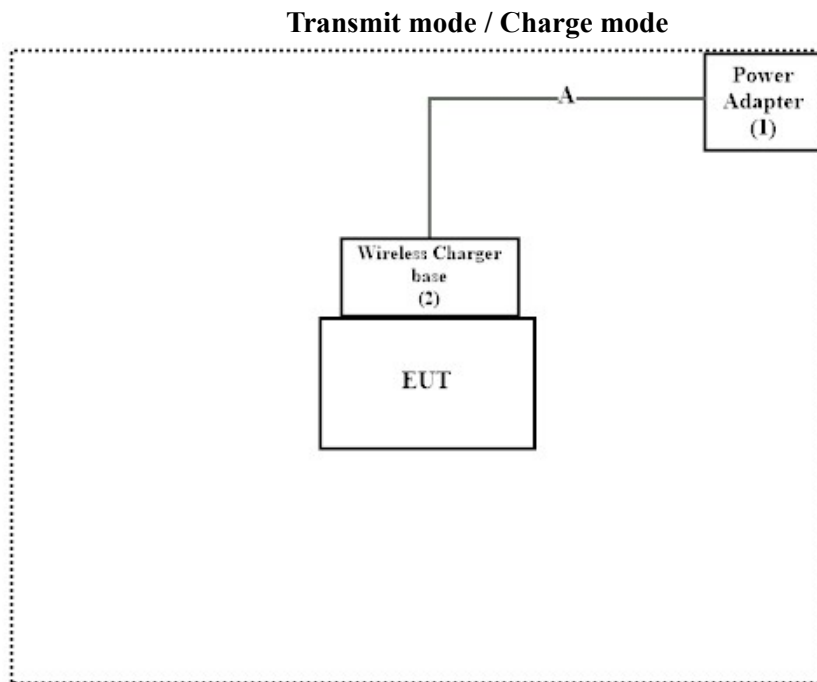 Transmit mode / Charge mode
Power
Adapter
(1)
A
Wireless Charger
base
(2)
EUT